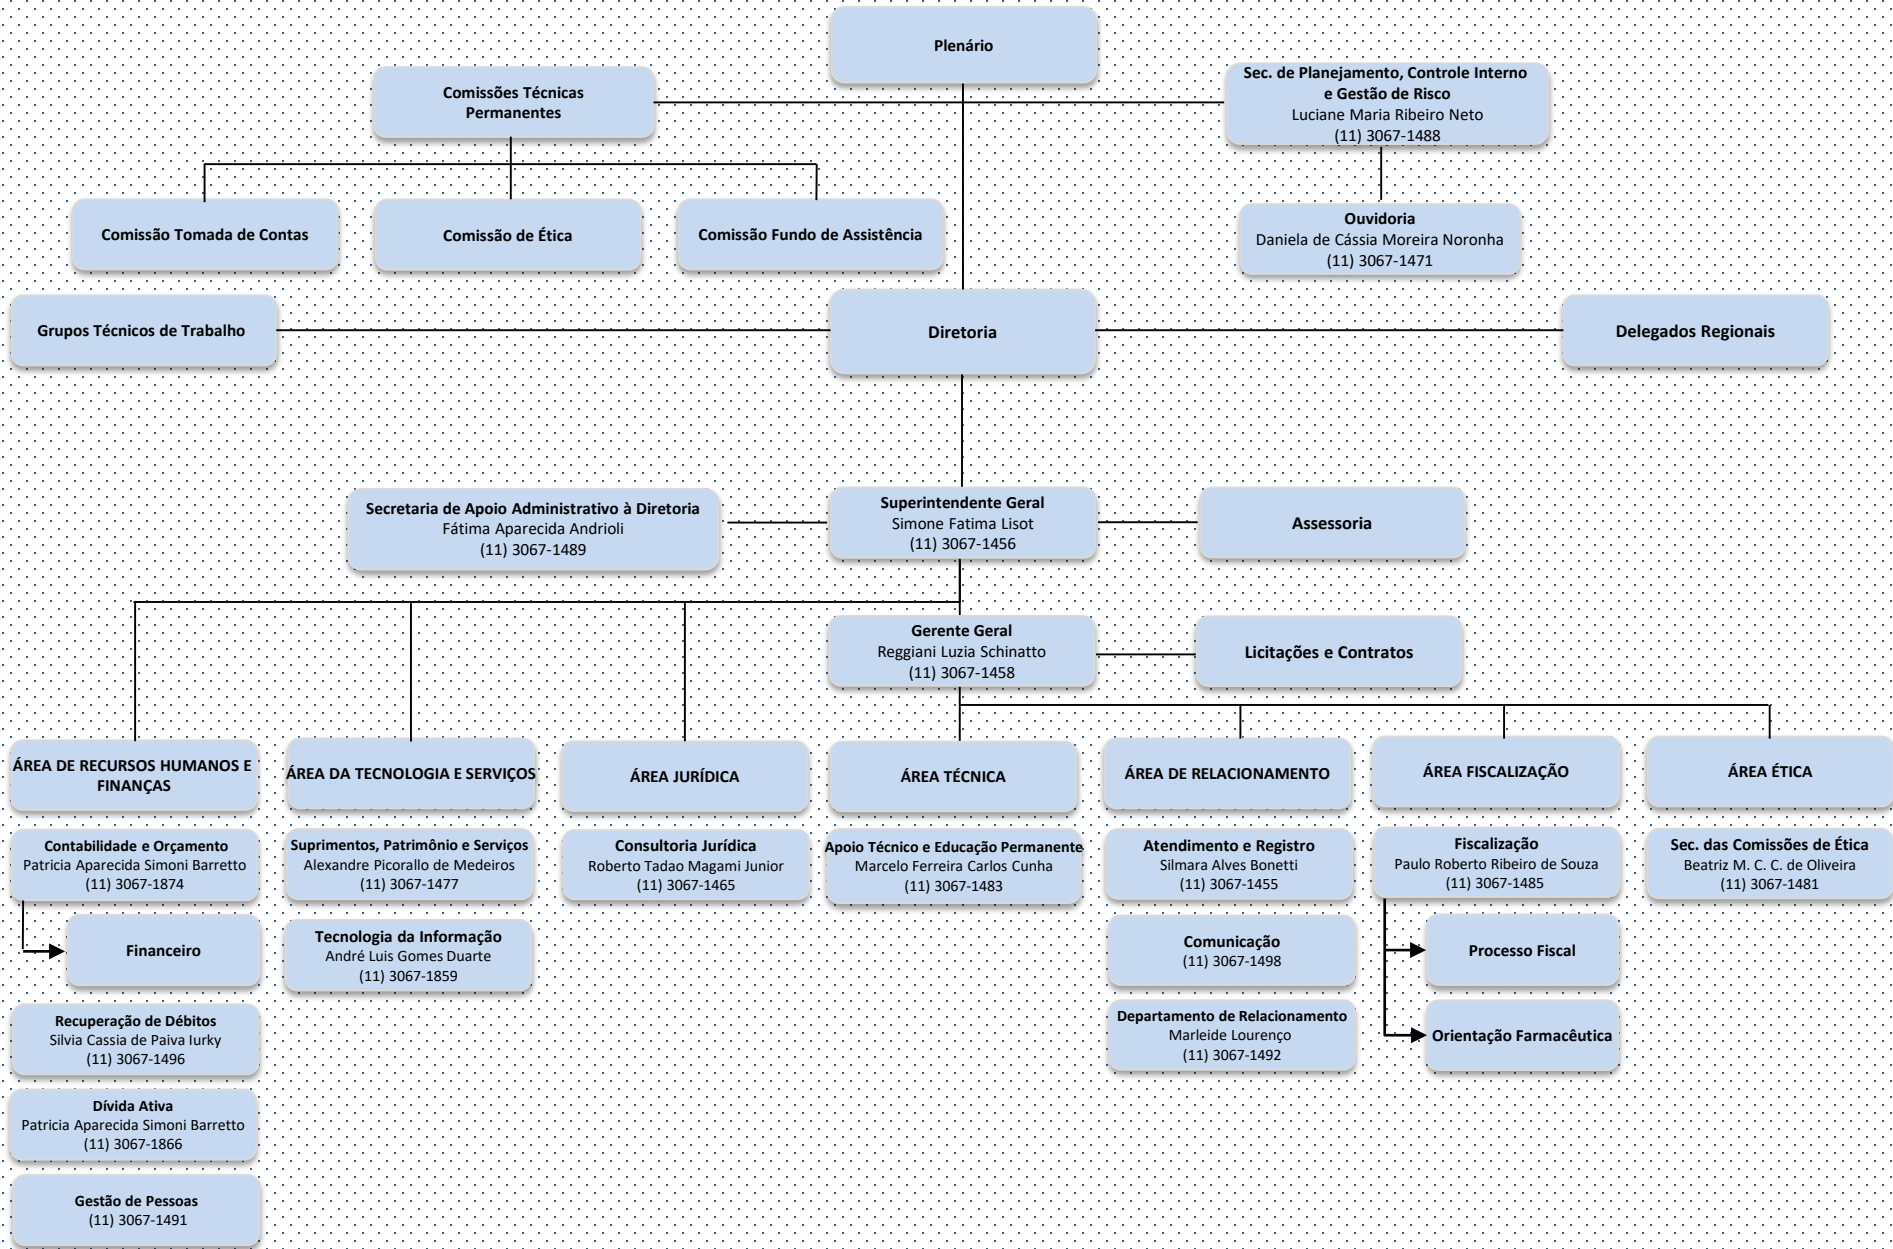 Plenário
Comissões Técnicas
Permanentes
Sec. de Planejamento, Controle Interno
e Gestão de Risco
Luciane Maria Ribeiro Neto
(11) 3067-1488
Comissão Tomada de Contas
Comissão de Ética
Comissão Fundo de Assistência
Ouvidoria
Daniela de Cássia Moreira Noronha
(11) 3067-1471
Grupos Técnicos de Trabalho
Diretoria
Delegados Regionais
Secretaria de Apoio Administrativo à Diretoria
Fátima Aparecida Andrioli
(11) 3067-1489
Superintendente Geral
Simone Fatima Lisot
(11) 3067-1456
Assessoria
Gerente Geral
Reggiani Luzia Schinatto
(11) 3067-1458
Licitações e Contratos
ÁREA DE RECURSOS HUMANOS E
FINANÇAS
ÁREA DA TECNOLOGIA E SERVIÇOS
ÁREA JURÍDICA
ÁREA TÉCNICA
ÁREA DE RELACIONAMENTO
ÁREA FISCALIZAÇÃO
ÁREA ÉTICA
Contabilidade e Orçamento
Patricia Aparecida Simoni Barretto
(11) 3067-1874
Suprimentos, Patrimônio e Serviços
Alexandre Picorallo de Medeiros
(11) 3067-1477
Consultoria Jurídica
Roberto Tadao Magami Junior
(11) 3067-1465
Apoio Técnico e Educação Permanente
Marcelo Ferreira Carlos Cunha
(11) 3067-1483
Atendimento e Registro
Silmara Alves Bonetti
(11) 3067-1455
Fiscalização
Paulo Roberto Ribeiro de Souza
(11) 3067-1485
Sec. das Comissões de Ética
Beatriz M. C. C. de Oliveira
(11) 3067-1481
Financeiro
Tecnologia da Informação
André Luis Gomes Duarte
(11) 3067-1859
Comunicação
(11) 3067-1498
Processo Fiscal
Recuperação de Débitos
Silvia Cassia de Paiva Iurky
(11) 3067-1496
Departamento de Relacionamento
Marleide Lourenço
(11) 3067-1492
Orientação Farmacêutica
Dívida Ativa
Patricia Aparecida Simoni Barretto
(11) 3067-1866
Gestão de Pessoas
(11) 3067-1491